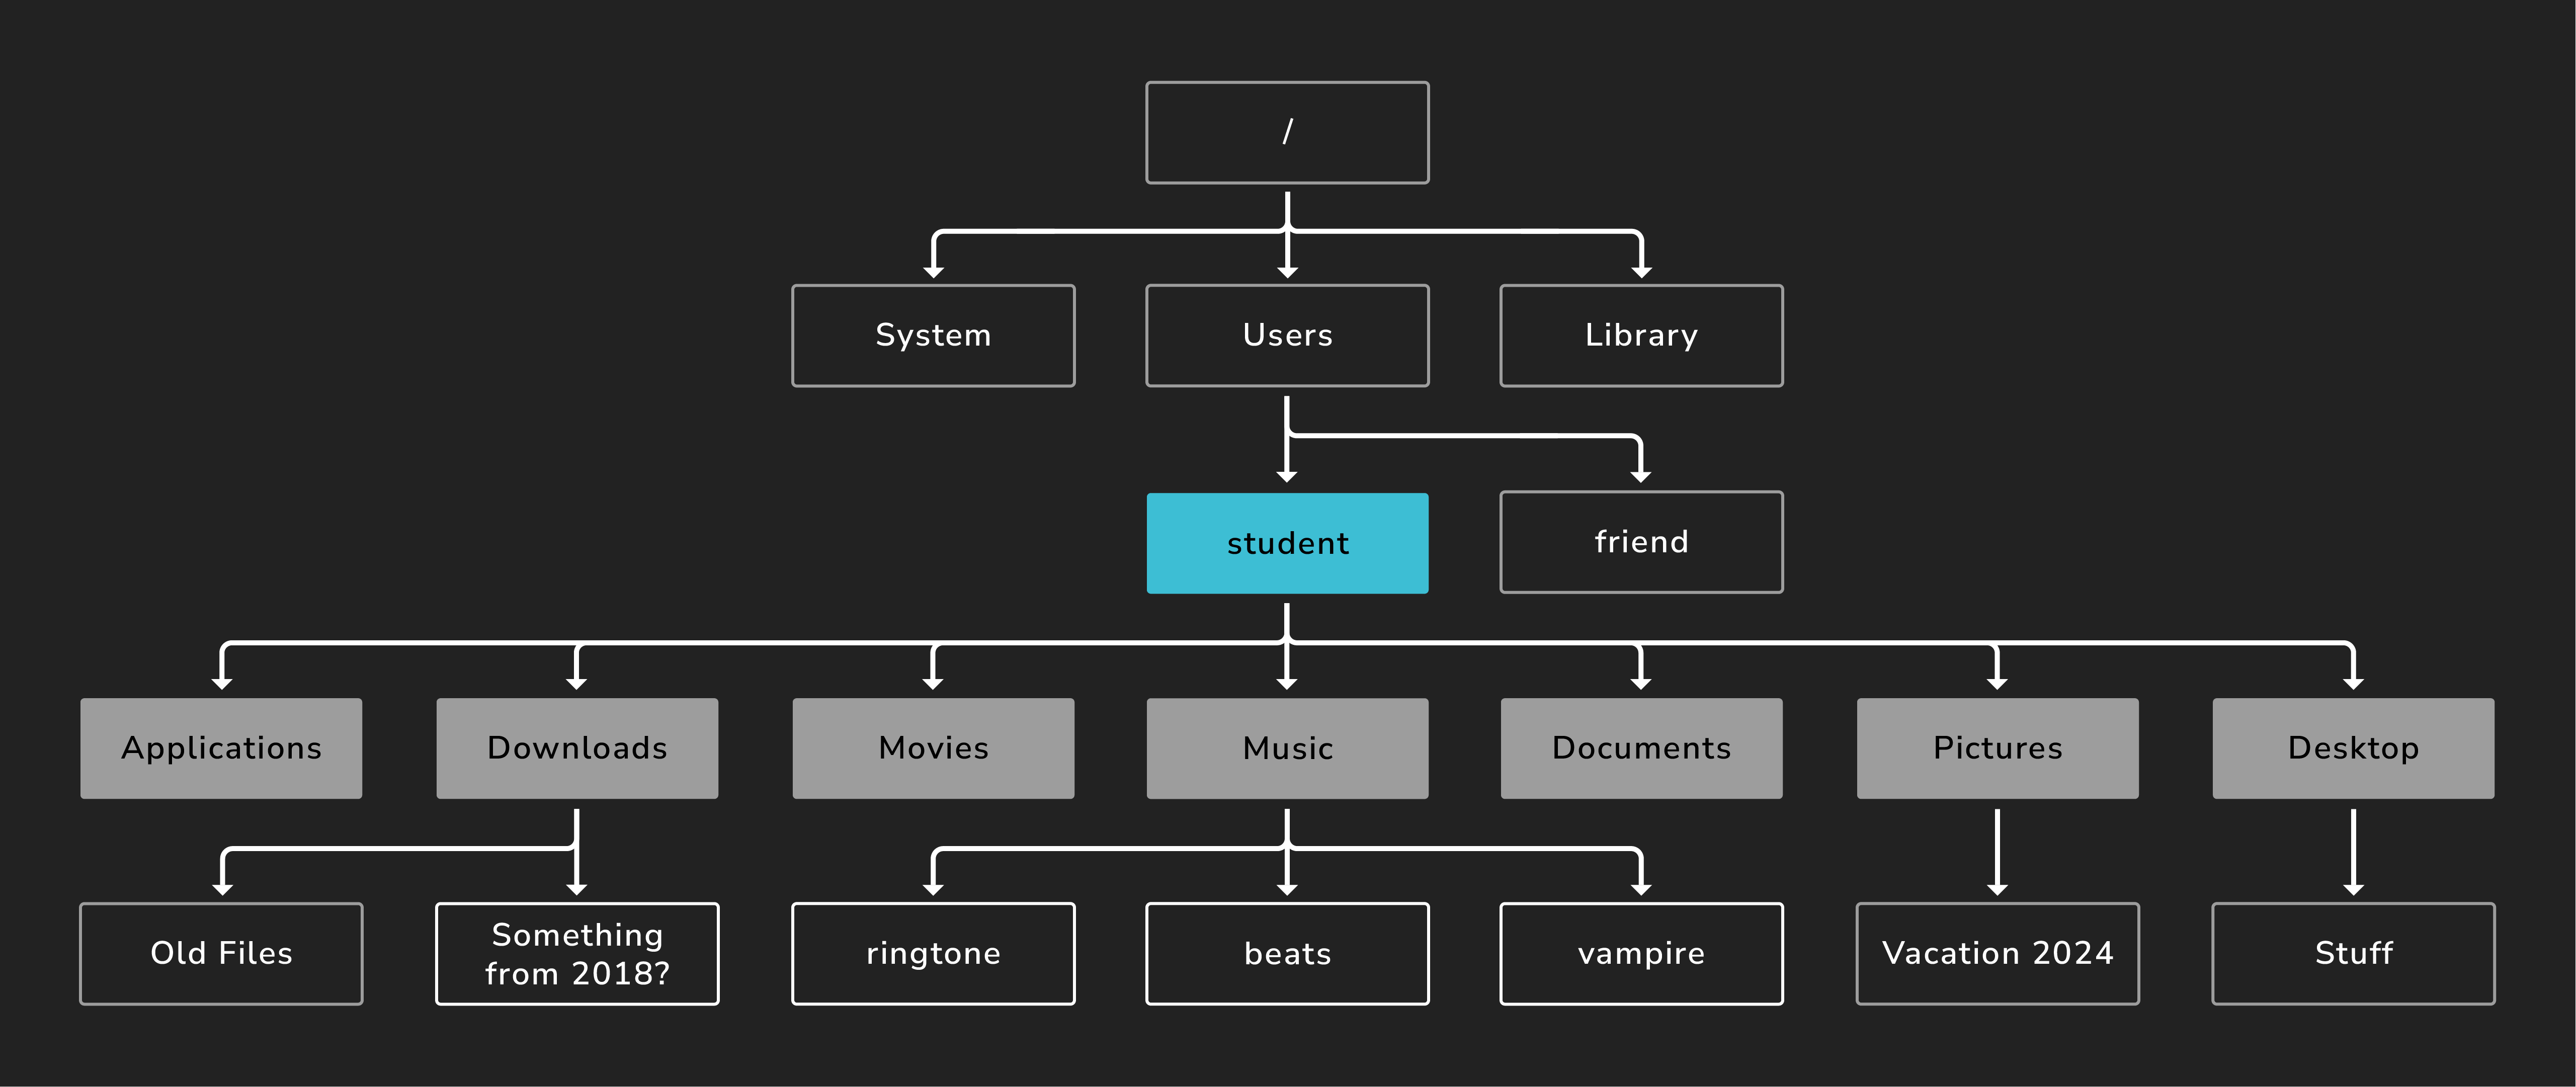 /
System
Users
Library
student
friend
Applications
Downloads
Movies
Music
Documents
Pictures
Desktop
Old Files
Something
from 2018?
ringtone
beats
vampire
Vacation 2024
Stuff